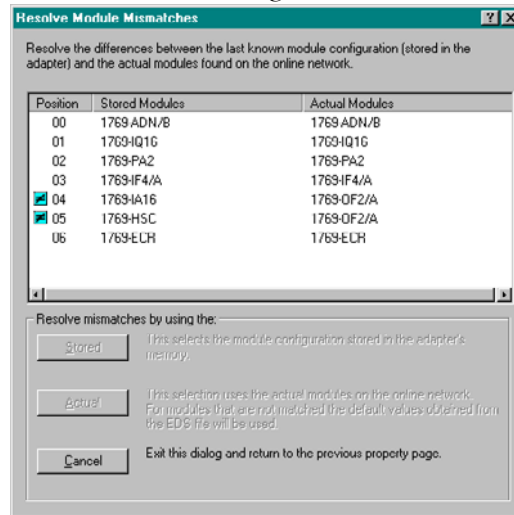 Resolve Module Mismatches
Resolve the differences between the last known module configuration (stored in the
adapter) and the actual modules found on the online network.
Position Stored Modules Actual Modules
00 1769-ADN/B 1769-ADN/B
01 1769-IQ16 1769-IQ16
02 1769-PA2 1769-PA2
03 1769-IF4/A 1769-IF4/A
04 1769-IA16 1769-OF2/A
05 1769-HSC 1769-OF2/A
06 1769-ECR 1769-ECR
Resolve mismatches by using the:
Stored
This selects the module configuration stored in the adapter's
memory.
Actual
This selection uses the actual modules on the online network.
For modules that are not matched the default values obtained from
the EDS file will be used.
Cancel
Exit this dialog and return to the previous property page.